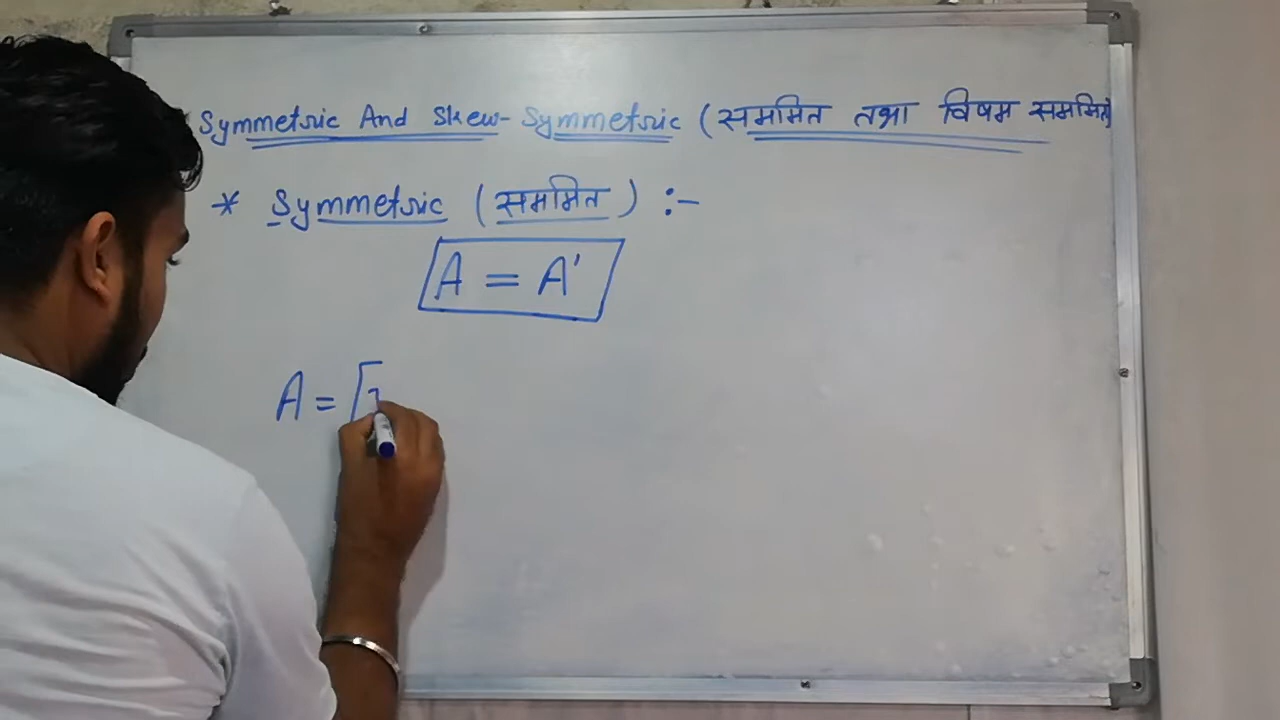 Symmetric And Skew-Symmetric (सममित तथा विषम सममित)
* Symmetric (सममित) :-
A = A'
A = [